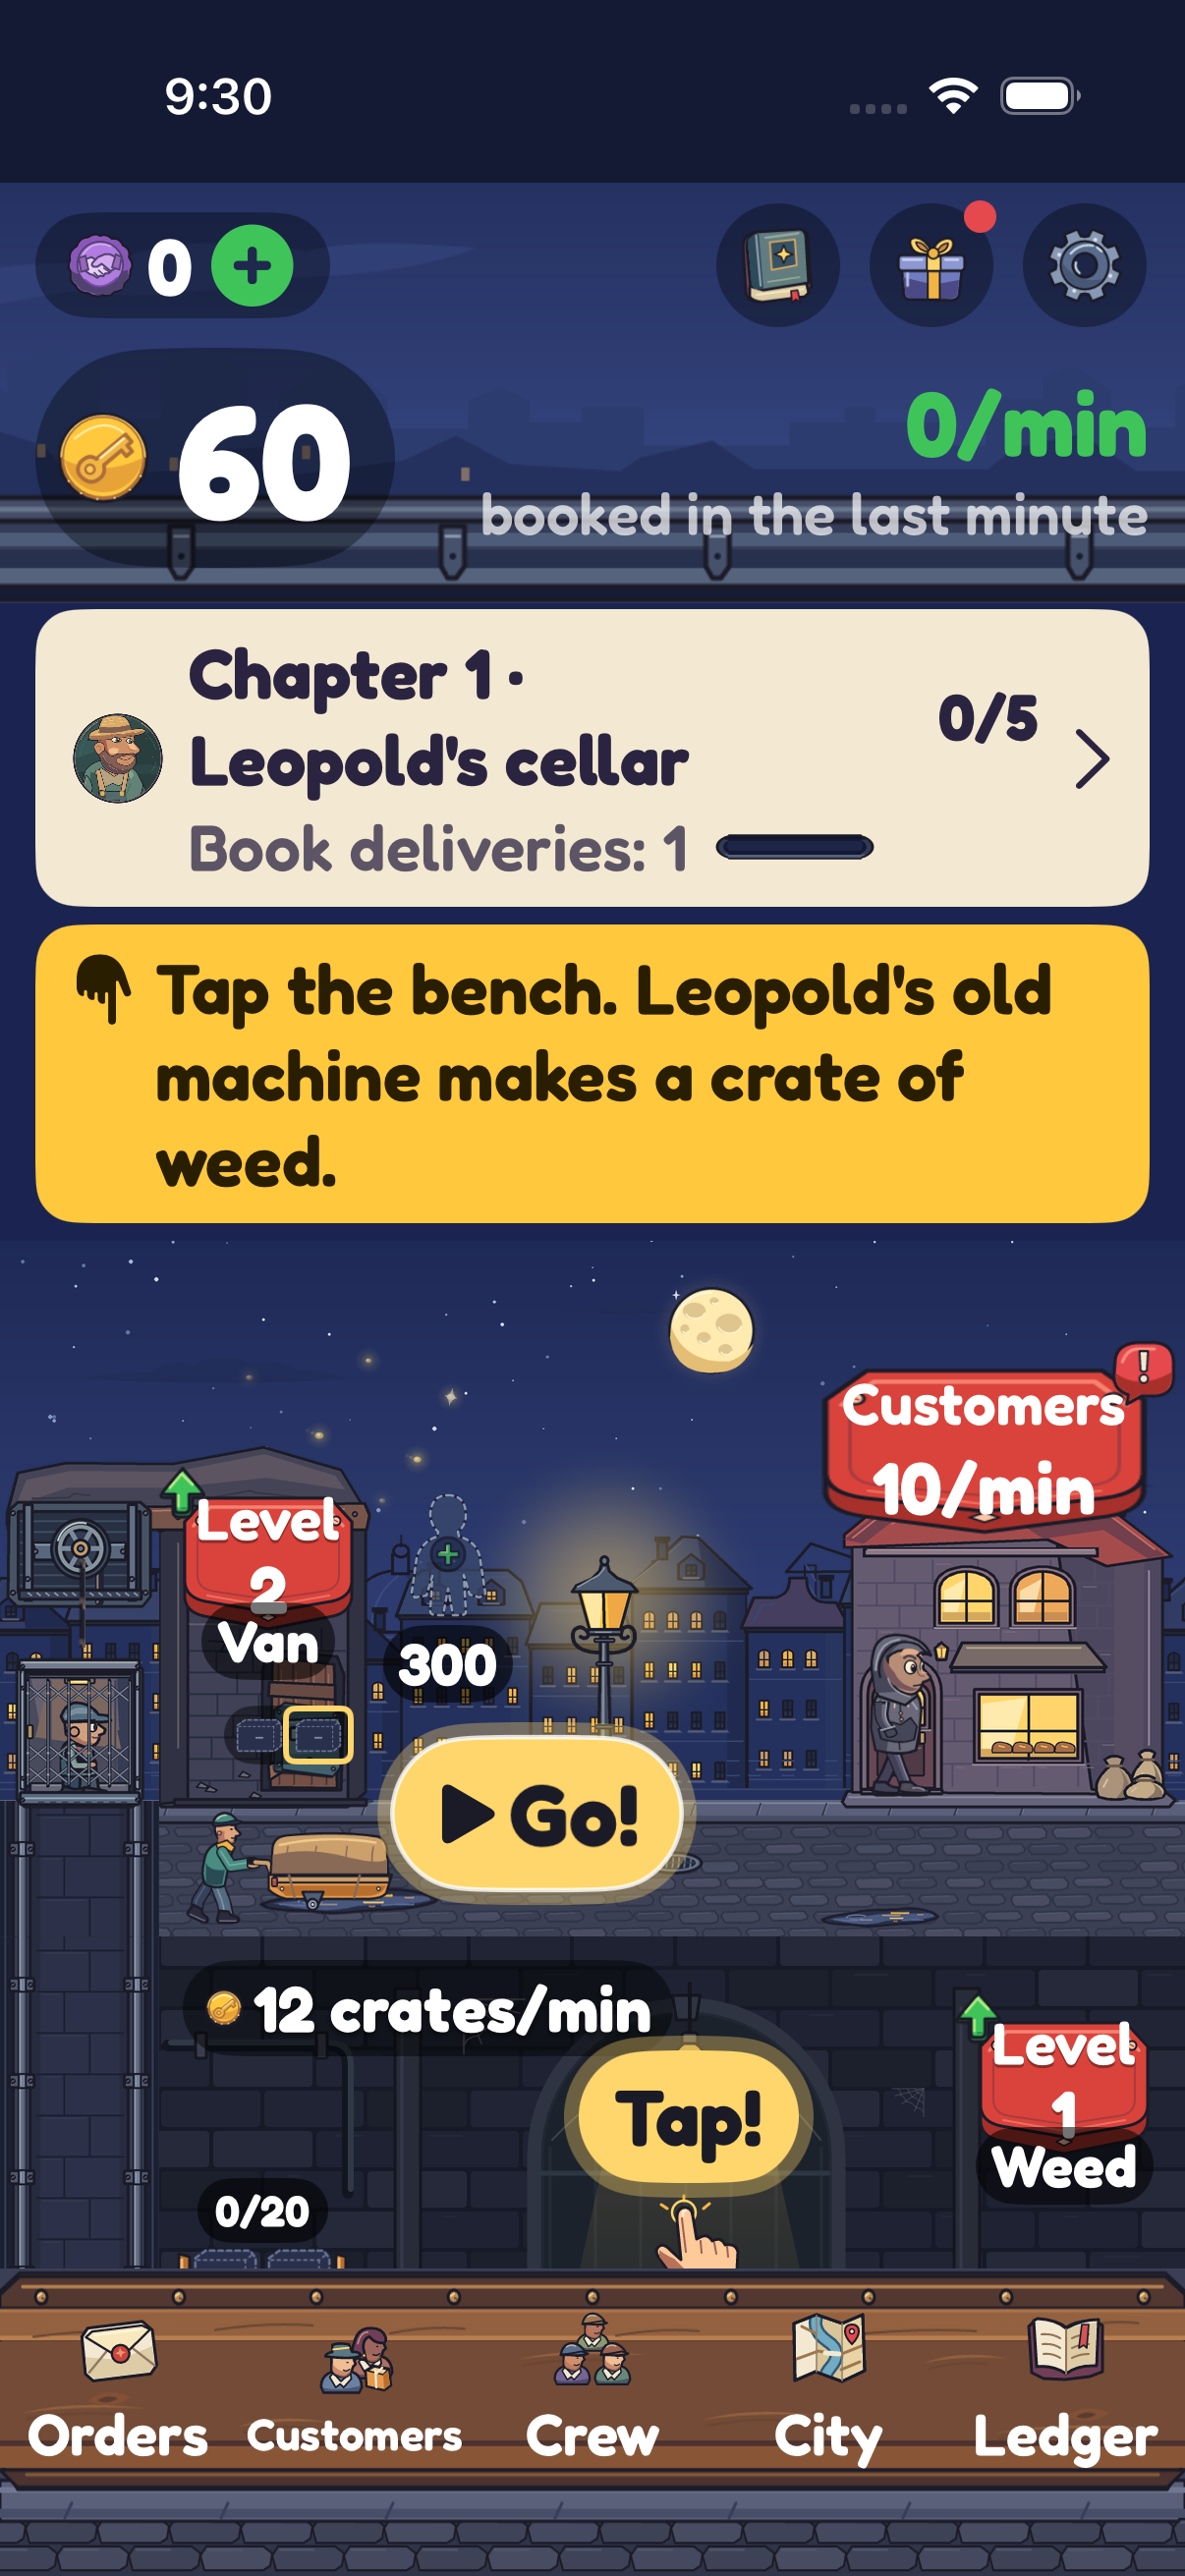 9:30
0
60
0/min
booked in the last minute
Chapter 1 ·
Leopold's cellar
0/5
Book deliveries: 1
Tap the bench. Leopold's old
machine makes a crate of
weed.
Customers
10/min
Level
2
Van
300
Go!
12 crates/min
Tap!
Level
1
Weed
0/20
Orders
Customers
Crew
City
Ledger